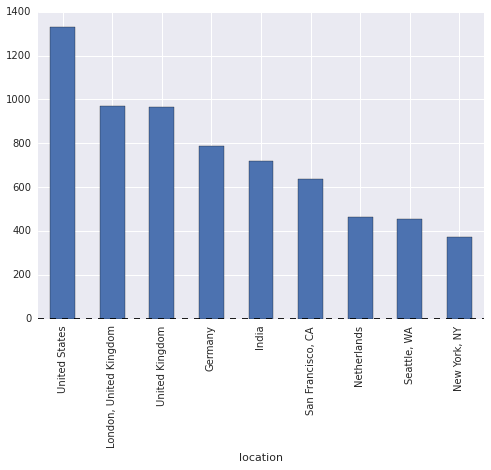 1400
1200
1000
800
600
400
200
0
United States
London, United Kingdom
United Kingdom
Germany
India
San Francisco, CA
Netherlands
Seattle, WA
New York, NY
location